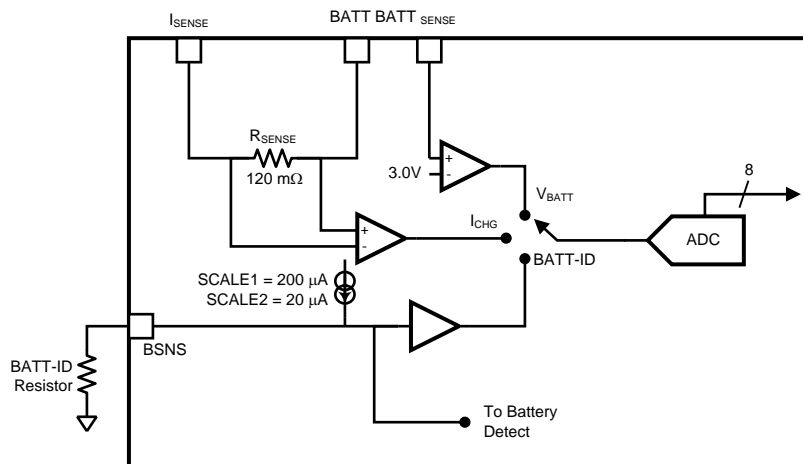 ISENSE
BATT BATT SENSE
RSENSE
120 mΩ
+
-
3.0V
8
VBATT
+
-
ICHG
ADC
BATT-ID
SCALE1 = 200 µA
SCALE2 = 20 µA
BSNS
BATT-ID
Resistor
To Battery
Detect